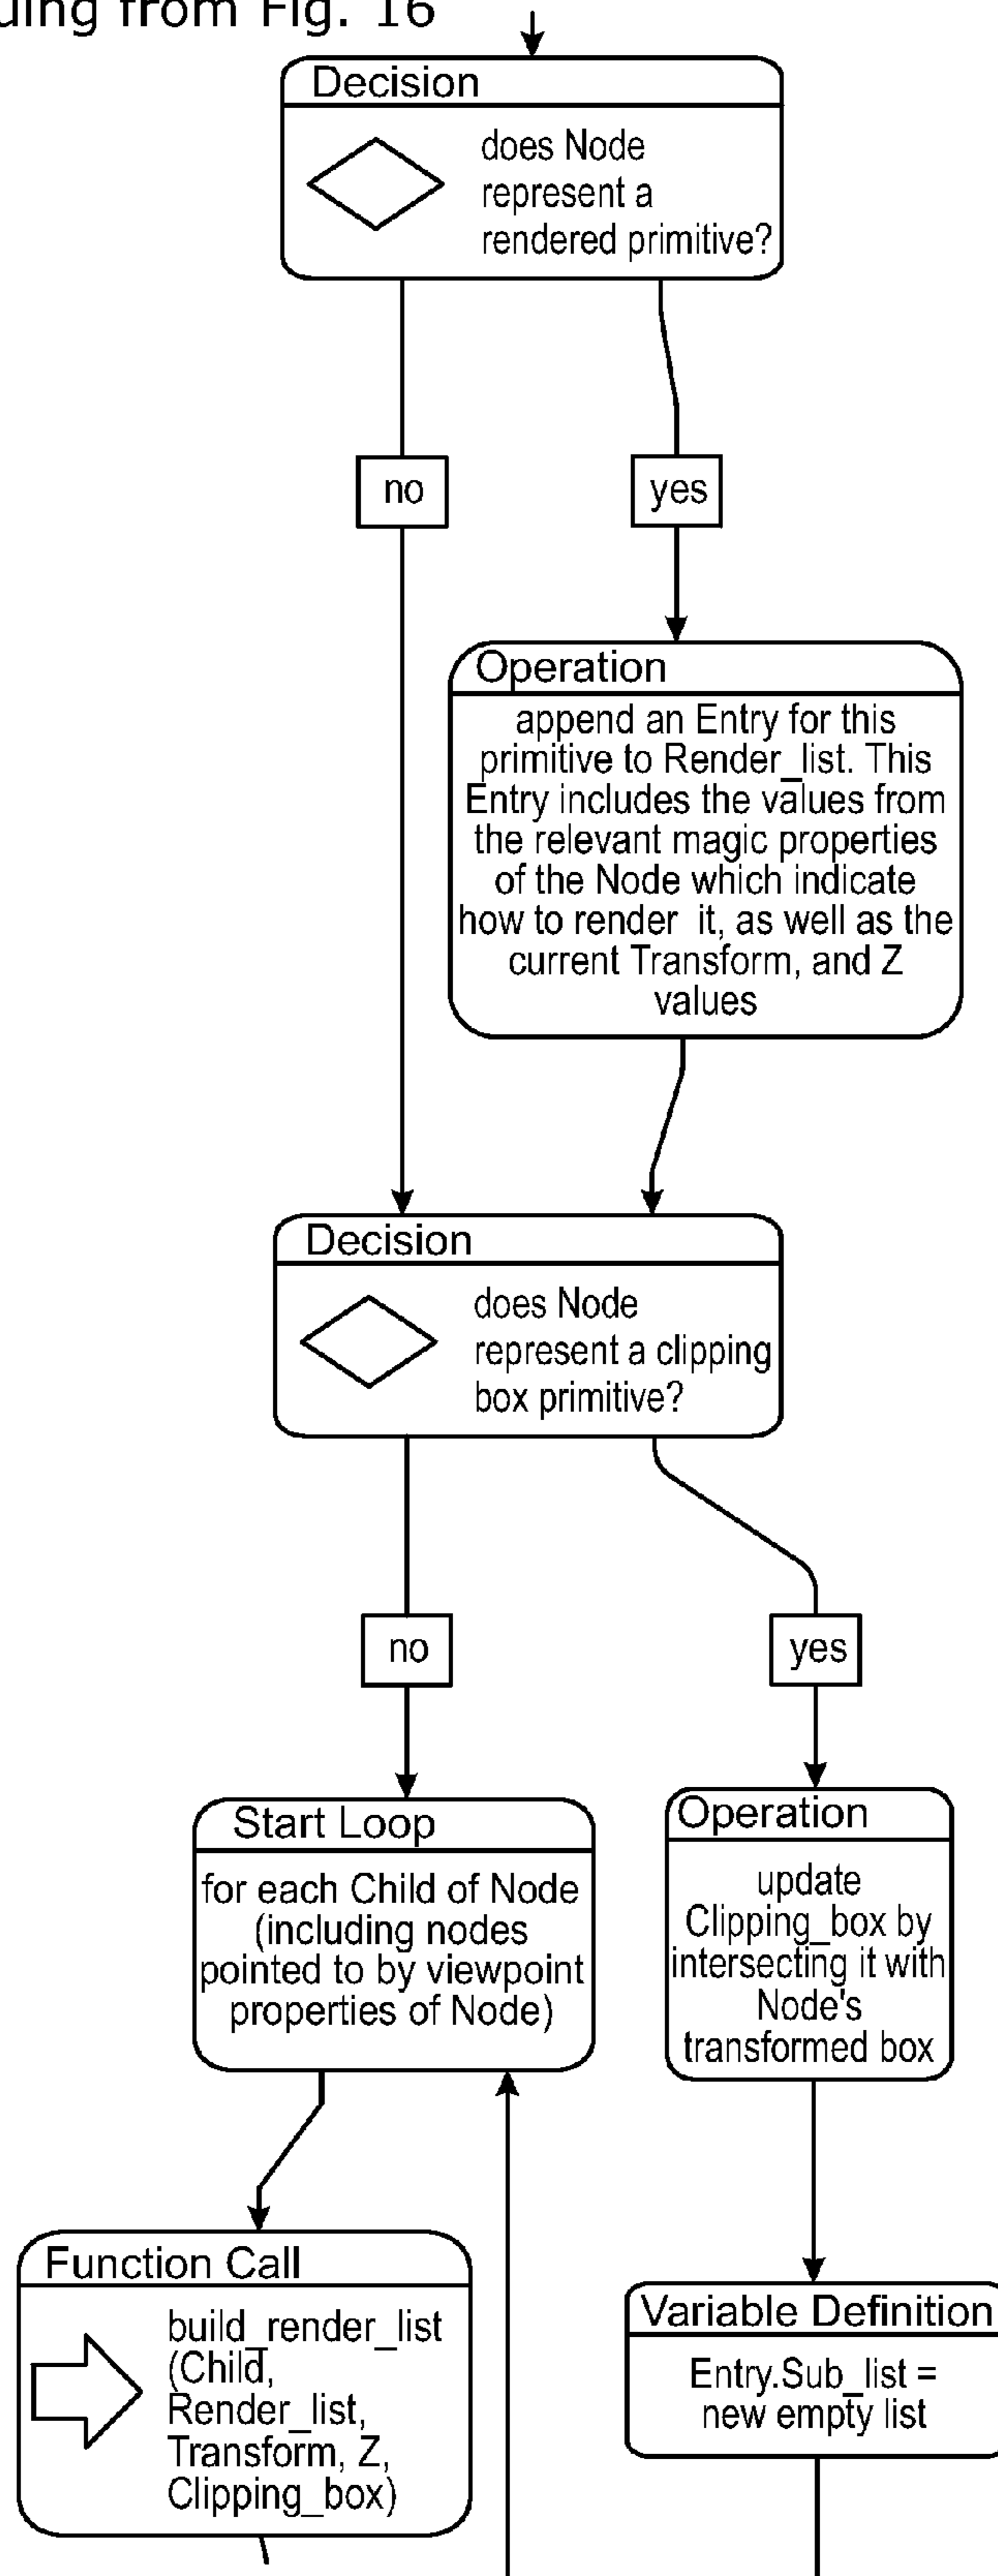 uing from Fig. 16
Decision
does Node
represent a
rendered primitive?
no
yes
Operation
append an Entry for this
primitive to Render_list. This
Entry includes the values from
the relevant magic properties
of the Node which indicate
how to render it, as well as the
current Transform, and Z
values
Decision
does Node
represent a clipping
box primitive?
no
yes
Start Loop
for each Child of Node
(including nodes
pointed to by viewpoint
properties of Node)
Operation
update
Clipping_box by
intersecting it with
Node's
transformed box
Function Call
build_render_list
(Child,
Render_list,
Transform, Z,
Clipping_box)
Variable Definition
Entry.Sub_list =
new empty list